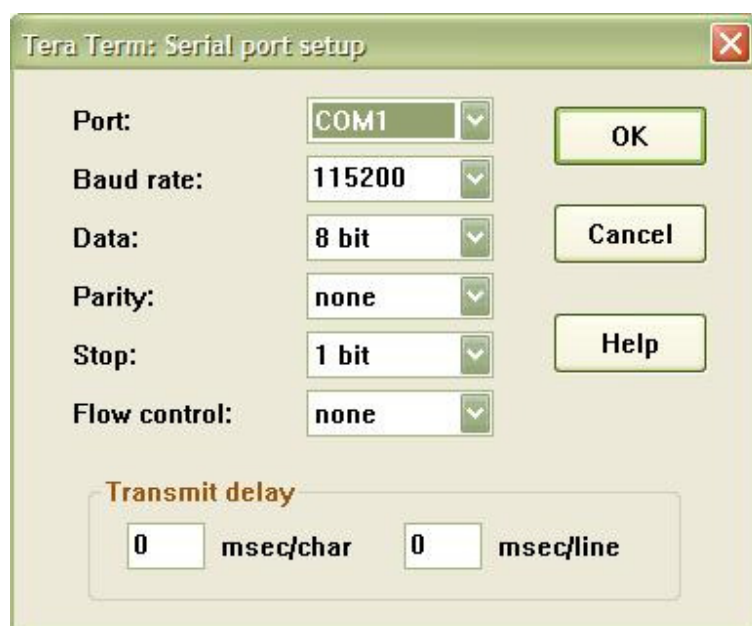 Tera Term: Serial port setup
Port: COM1 OK
Baud rate: 115200
Data: 8 bit Cancel
Parity: none
Stop: 1 bit Help
Flow control: none
Transmit delay
0 msec/char 0 msec/line